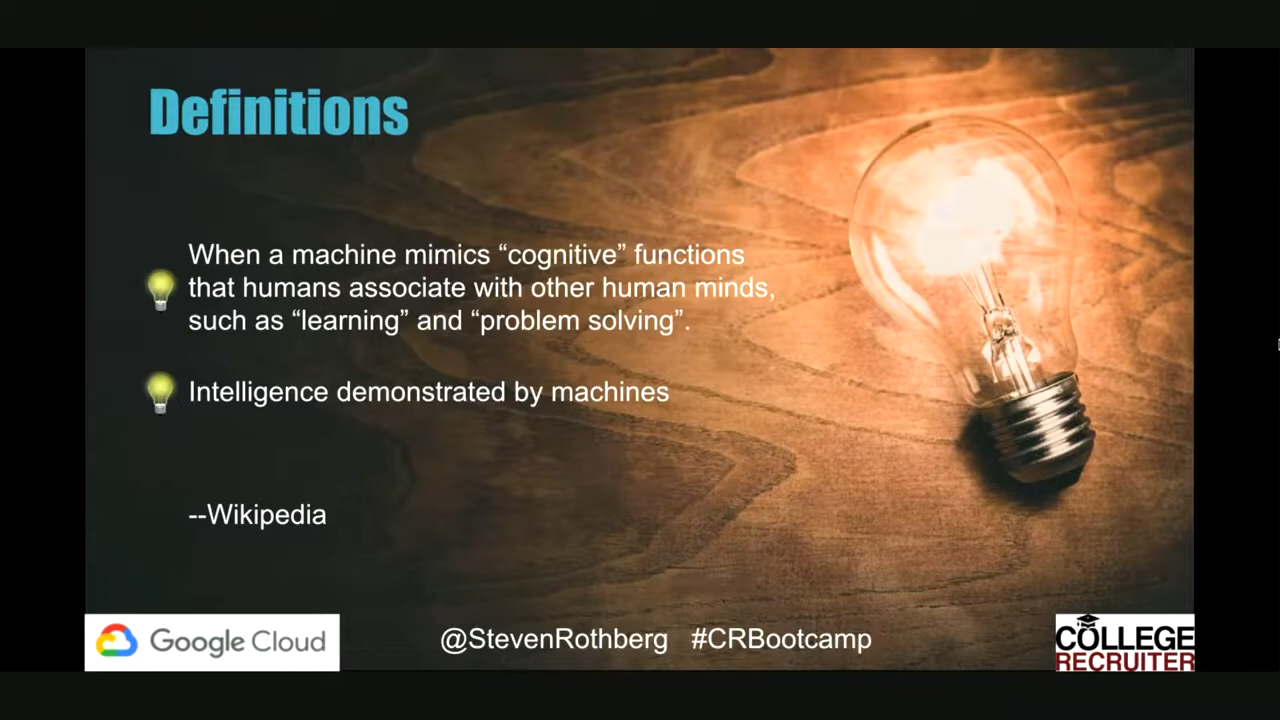 Definitions
When a machine mimics “cognitive” functions
that humans associate with other human minds,
such as “learning” and “problem solving”.
Intelligence demonstrated by machines
--Wikipedia
Google Cloud
@StevenRothberg #CRBootcamp
COLLEGE
RECRUITER